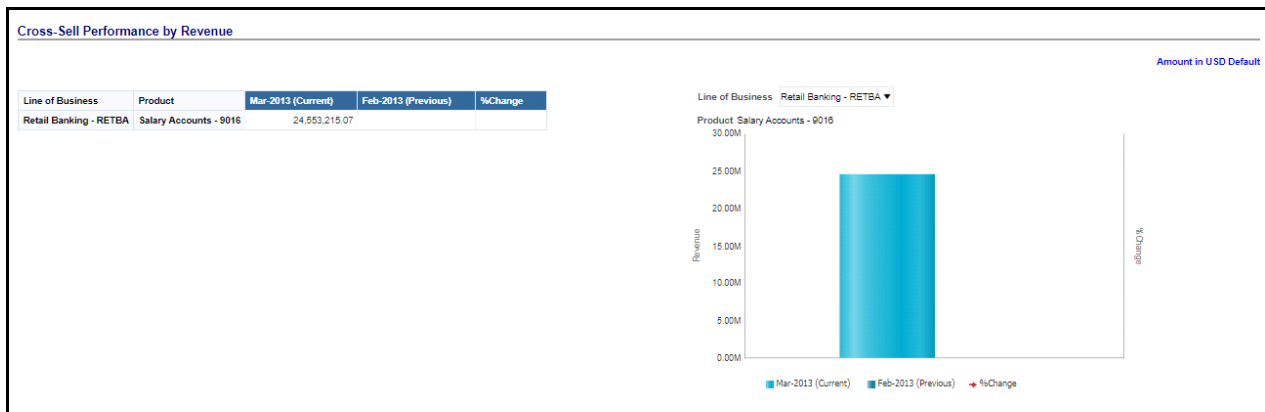 Cross-Sell Performance by Revenue
Amount in USD Default
Line of Business Product Mar-2013 (Current) Feb-2013 (Previous) %Change
Retail Banking - RETBA Salary Accounts - 9016 24,553,215.07
Line of Business Retail Banking - RETBA
Product Salary Accounts - 9016
30.00M
25.00M
20.00M
15.00M
10.00M
5.00M
0.00M
Revenue
%Change
Mar-2013 (Current) Feb-2013 (Previous) %Change